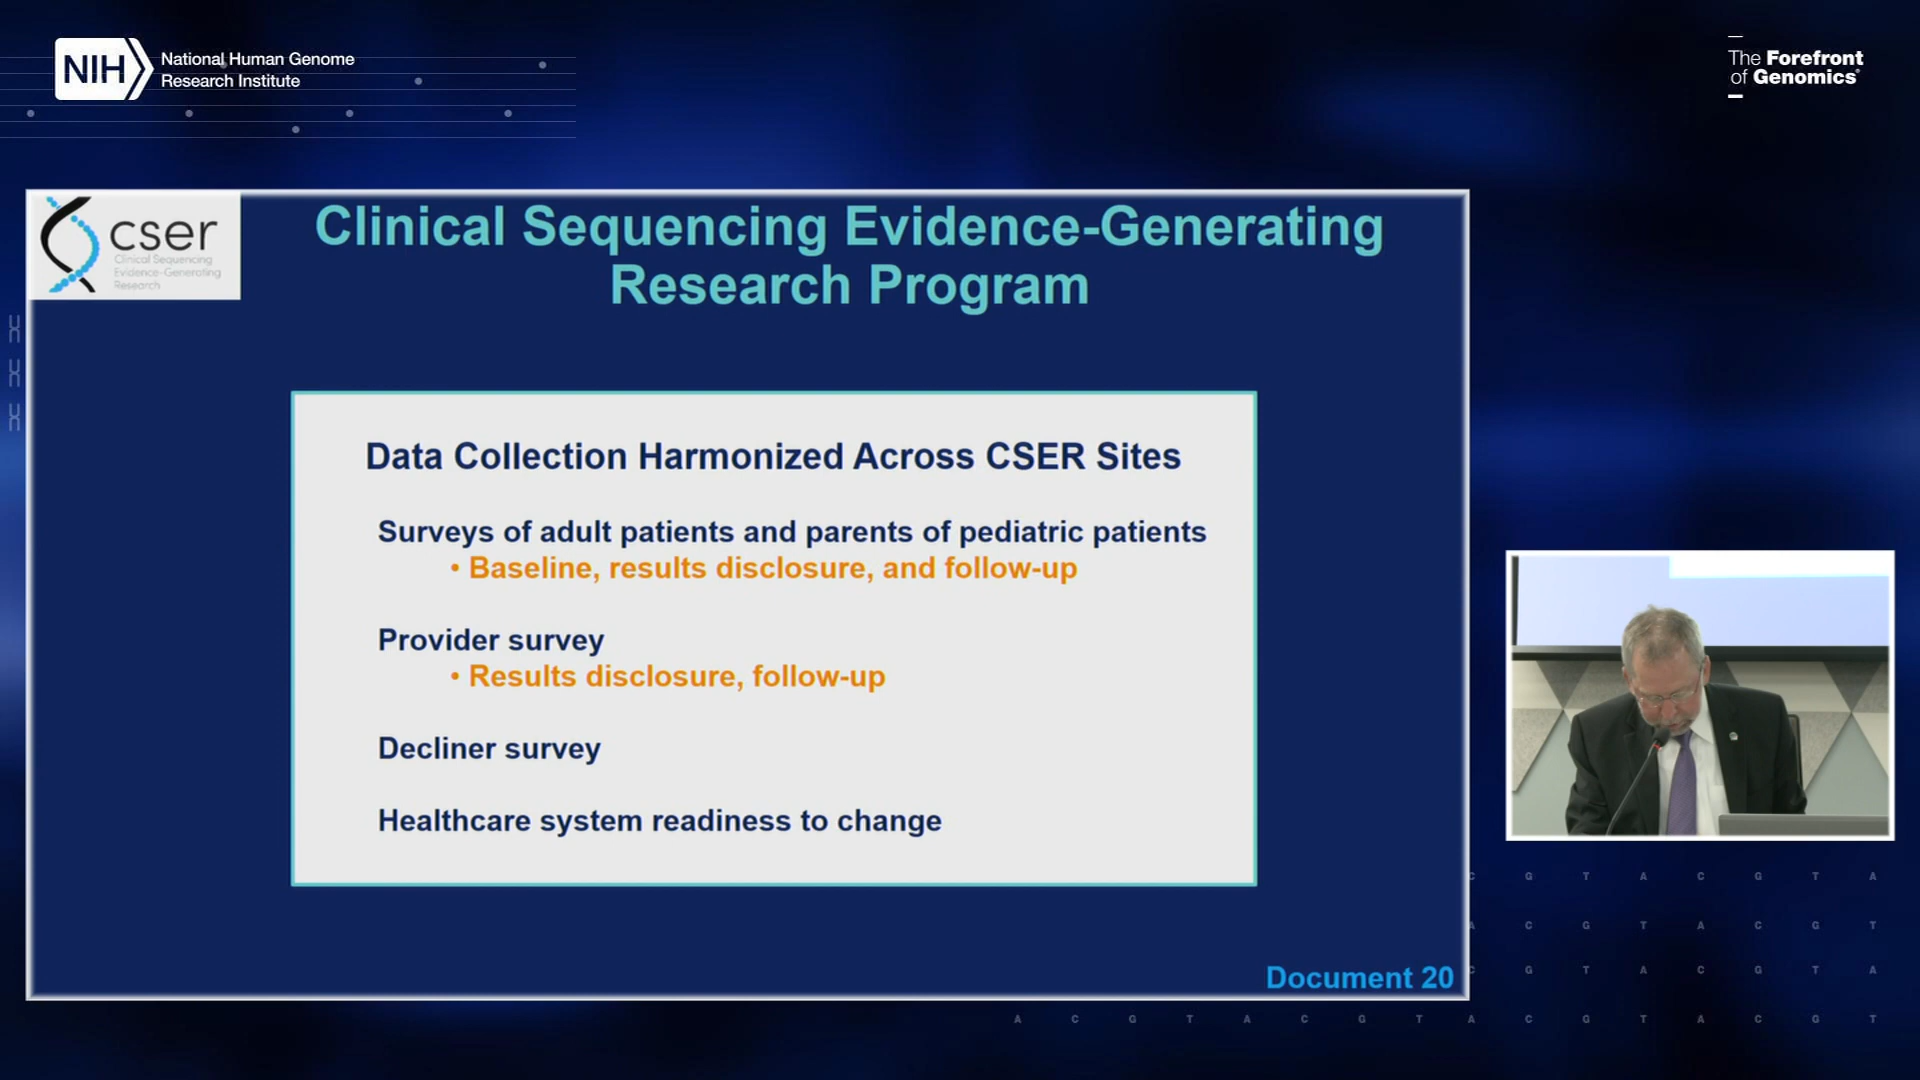 NIH
National Human Genome
Research Institute
The Forefront
of Genomics®
cser
Clinical Sequencing
Evidence-Generating
Research
Clinical Sequencing Evidence-Generating
Research Program
Data Collection Harmonized Across CSER Sites
Surveys of adult patients and parents of pediatric patients
• Baseline, results disclosure, and follow-up
Provider survey
• Results disclosure, follow-up
Decliner survey
Healthcare system readiness to change
Document 20
C G T A C G T A
A C G T A C G T
C G T A C G T A
A C G T A C G T A C G T A C G T